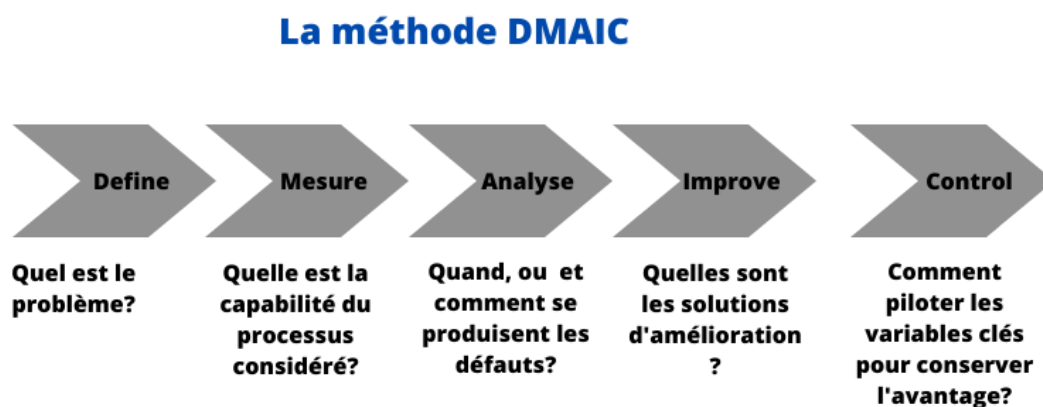 La méthode DMAIC
Define
Mesure
Analyse
Improve
Control
Quel est le
problème?
Quelle est la
capabilité du
processus
considéré?
Quand, ou et
comment se
produisent les
défauts?
Quelles sont
les solutions
d'amélioration
?
Comment
piloter les
variables clés
pour conserver
l'avantage?